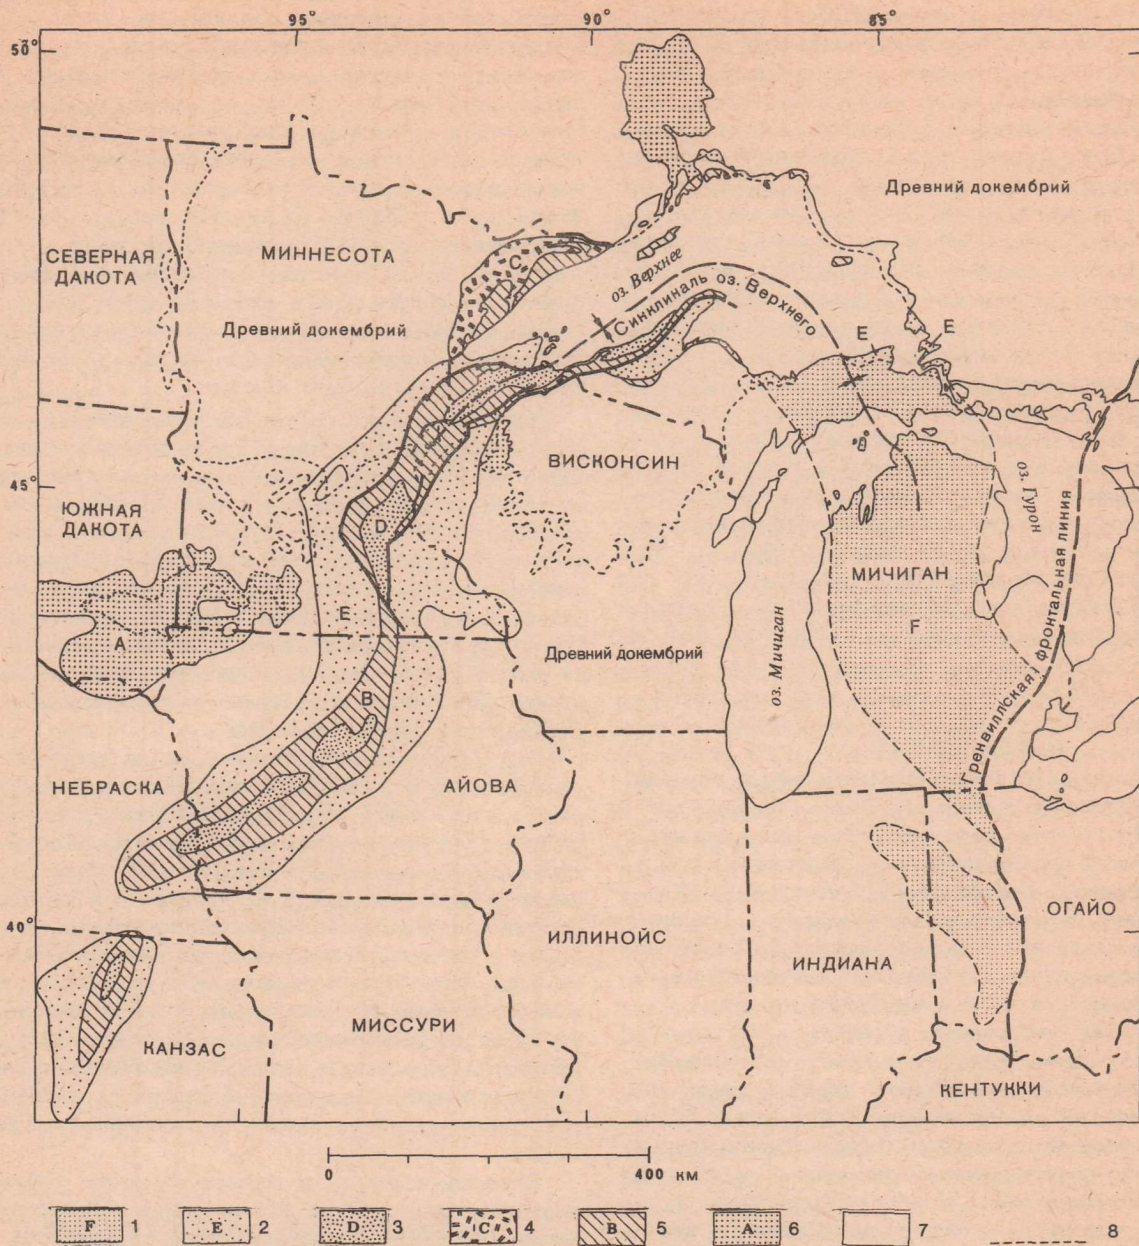 95°
90°
85°
50°
Древний докембрий
СЕВЕРНАЯ
ДАКОТА
МИННЕСОТА
C
оз. Верхнее
Синклиналь оз. Верхнего
Древний докембрий
E
E
45°
?
ВИСКОНСИН
ЮЖНАЯ
ДАКОТА
D
оз. Гурон
МИЧИГАН
A
E
F
Древний докембрий
оз. Мичиган
Гренвиллская фронтальная линия
B
НЕБРАСКА
АЙОВА
40°
ИЛЛИНОЙС
ОГАЙО
ИНДИАНА
КАНЗАС
МИССУРИ
КЕНТУККИ
0 400 км
F 1 E 2 D 3 C 4 B 5 A 6 7 8